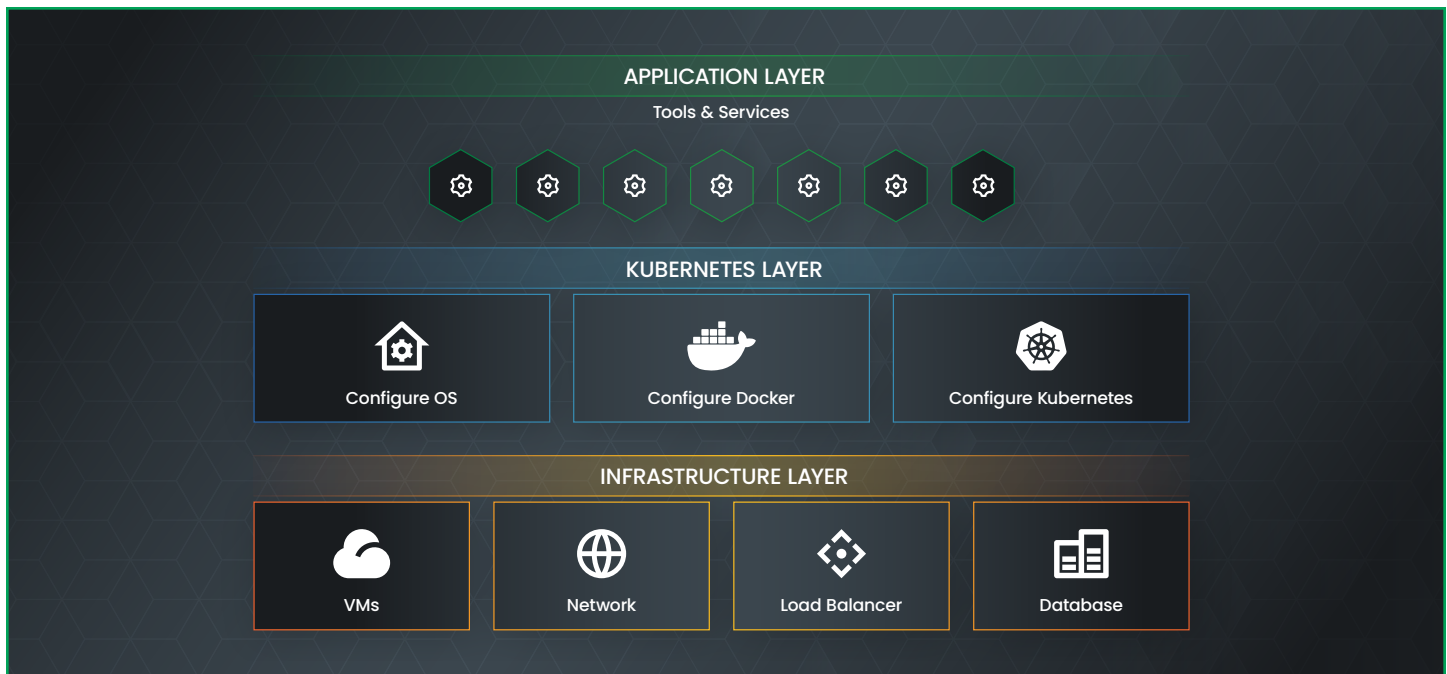 APPLICATION LAYER
Tools & Services
KUBERNETES LAYER
Configure OS
Configure Docker
Configure Kubernetes
INFRASTRUCTURE LAYER
VMs
Network
Load Balancer
Database